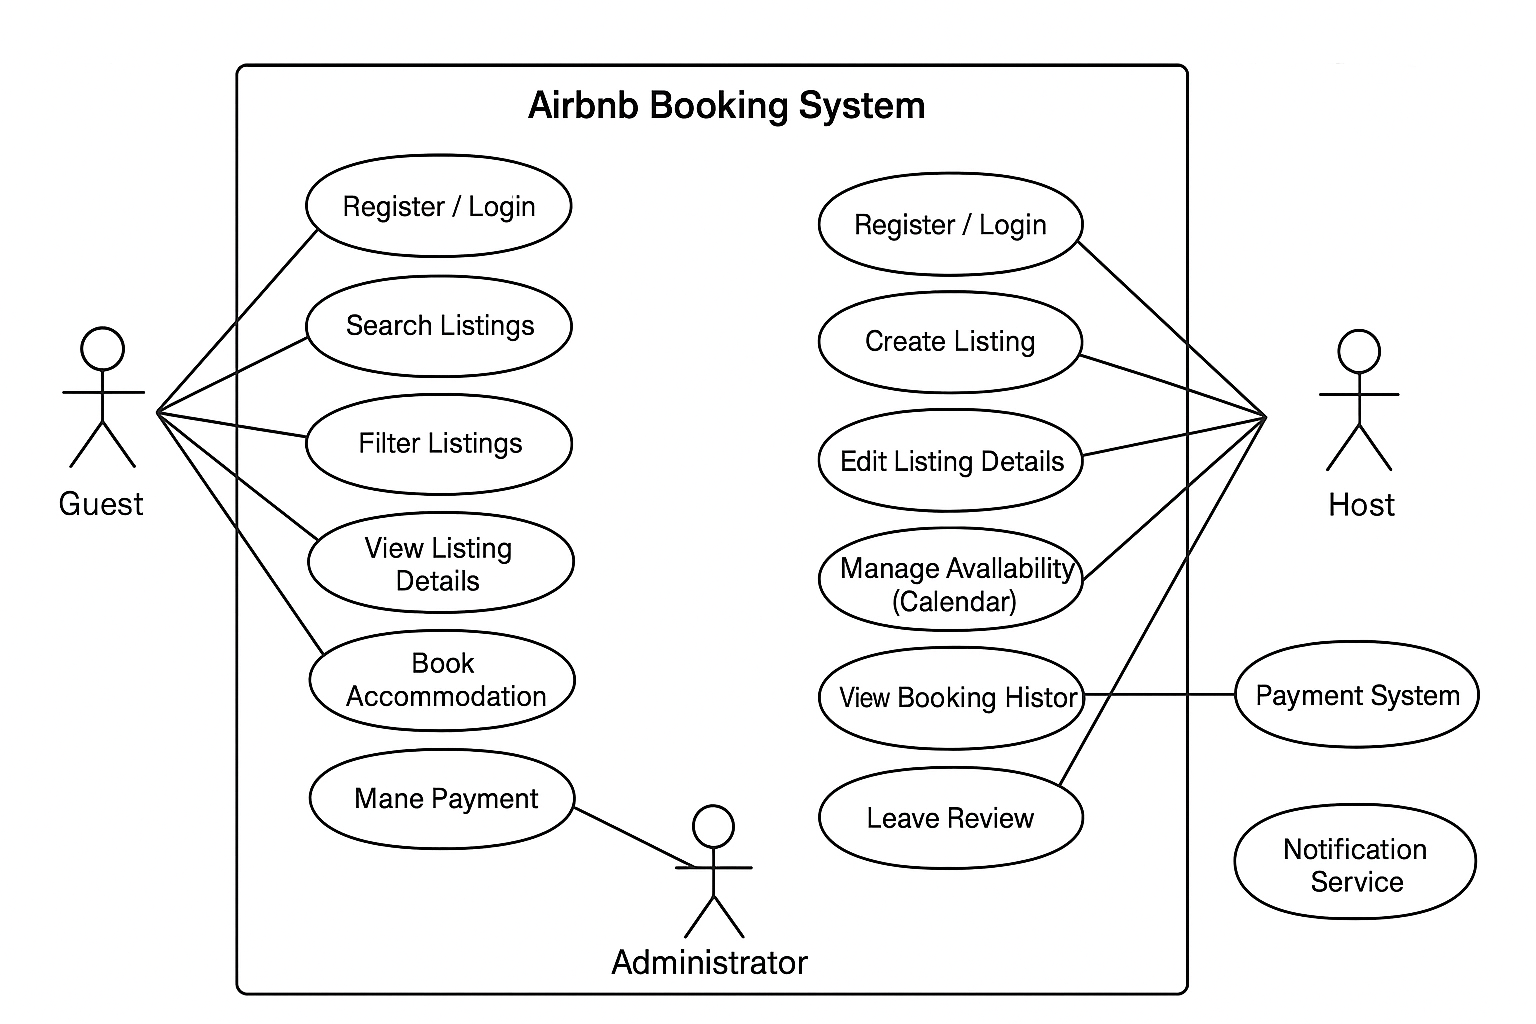 Airbnb Booking System
Register / Login
Search Listings
Filter Listings
View Listing
Details
Book
Accommodation
Mane Payment
Register / Login
Create Listing
Edit Listing Details
Manage Avallability
(Calendar)
View Booking Histor
Leave Review
Guest
Host
Administrator
Payment System
Notification
Service